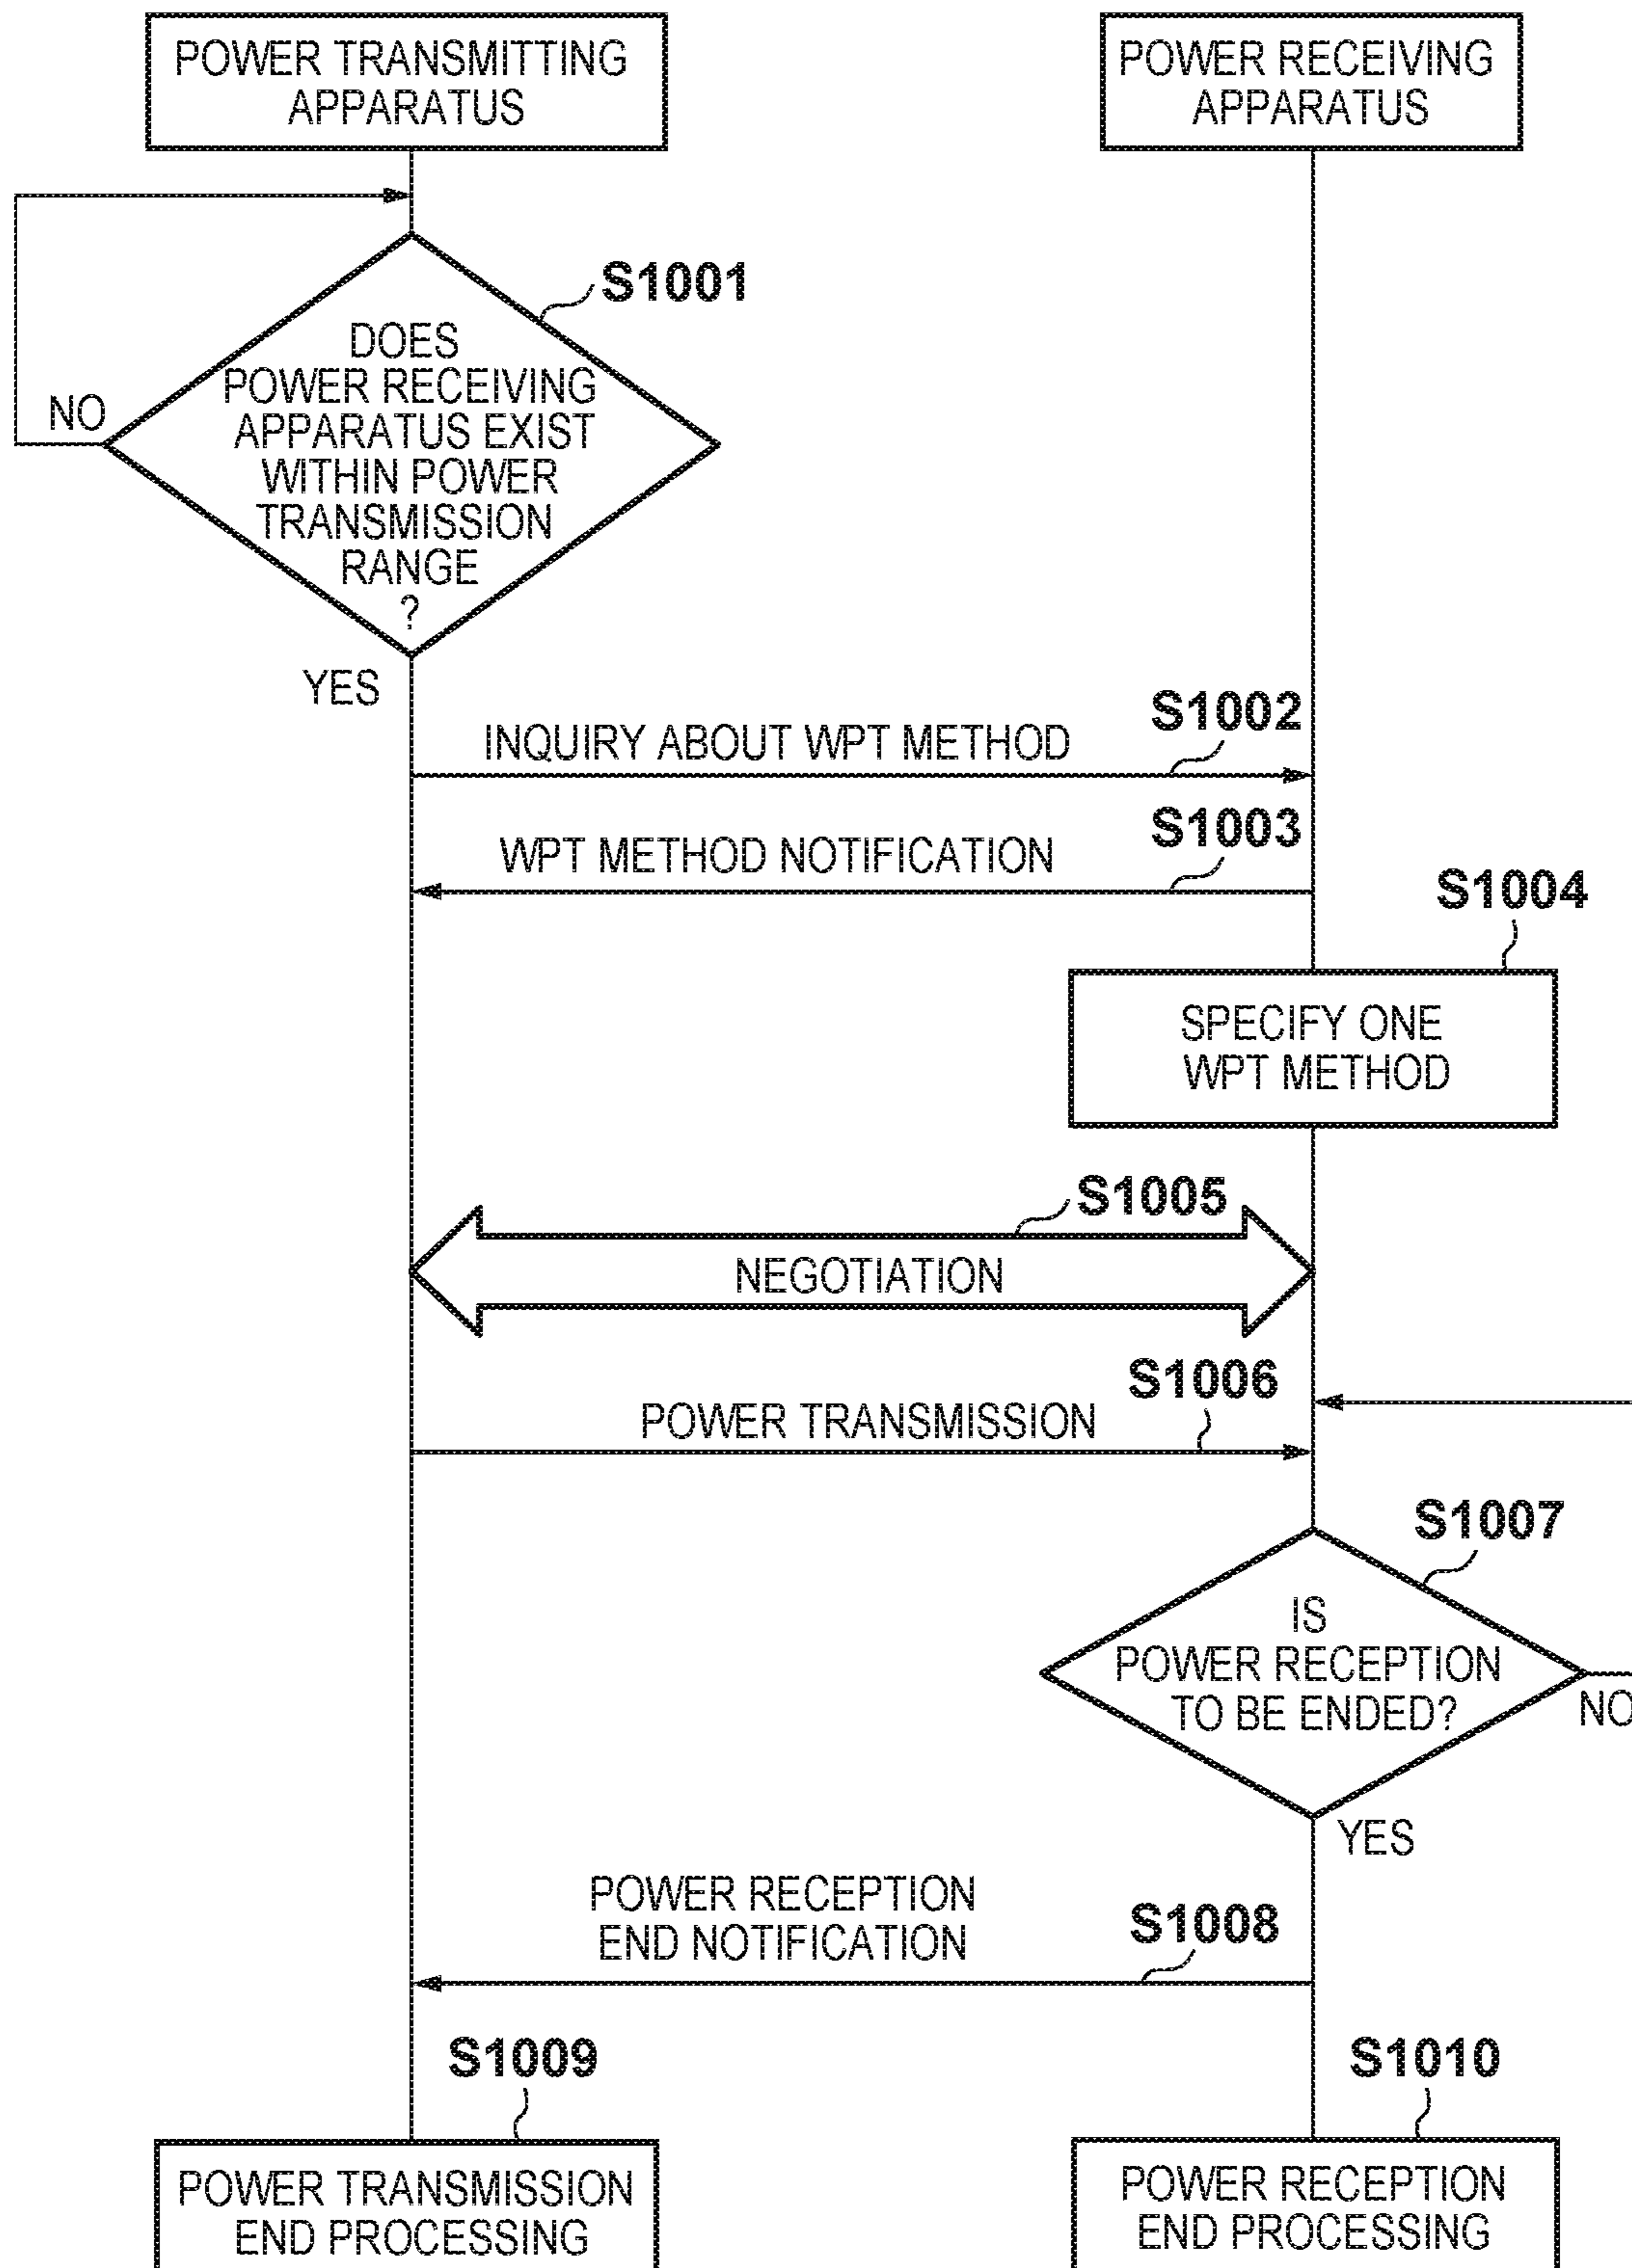 POWER TRANSMITTING
APPARATUS
POWER RECEIVING
APPARATUS
S1001
DOES
POWER RECEIVING
APPARATUS EXIST
WITHIN POWER
TRANSMISSION
RANGE
?
NO
YES
S1002
INQUIRY ABOUT WPT METHOD
S1003
WPT METHOD NOTIFICATION
S1004
SPECIFY ONE
WPT METHOD
S1005
NEGOTIATION
S1006
POWER TRANSMISSION
S1007
IS
POWER RECEPTION
TO BE ENDED?
NO
YES
POWER RECEPTION
END NOTIFICATION
S1008
S1009
POWER TRANSMISSION
END PROCESSING
S1010
POWER RECEPTION
END PROCESSING